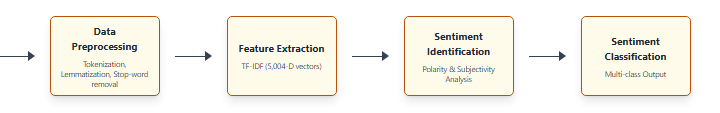 Data
Preprocessing
Tokenization,
Lemmatization, Stop-word
removal
Feature Extraction
TF-IDF (5,004-D vectors)
Sentiment
Identification
Polarity & Subjectivity
Analysis
Sentiment
Classification
Multi-class Output